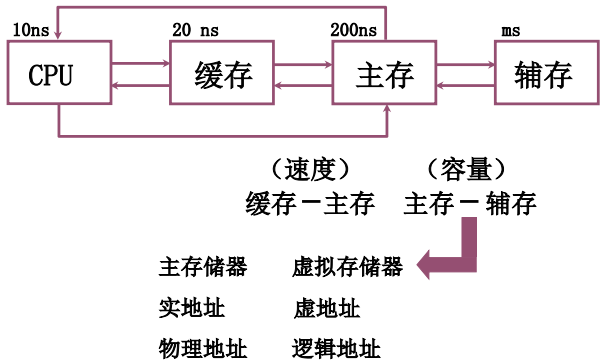 10ns 20 ns 200ns ms
CPU 缓存 主存 辅存
（速度） （容量）
缓存－主存 主存－辅存
主存储器 虚拟存储器
实地址 虚地址
物理地址 逻辑地址